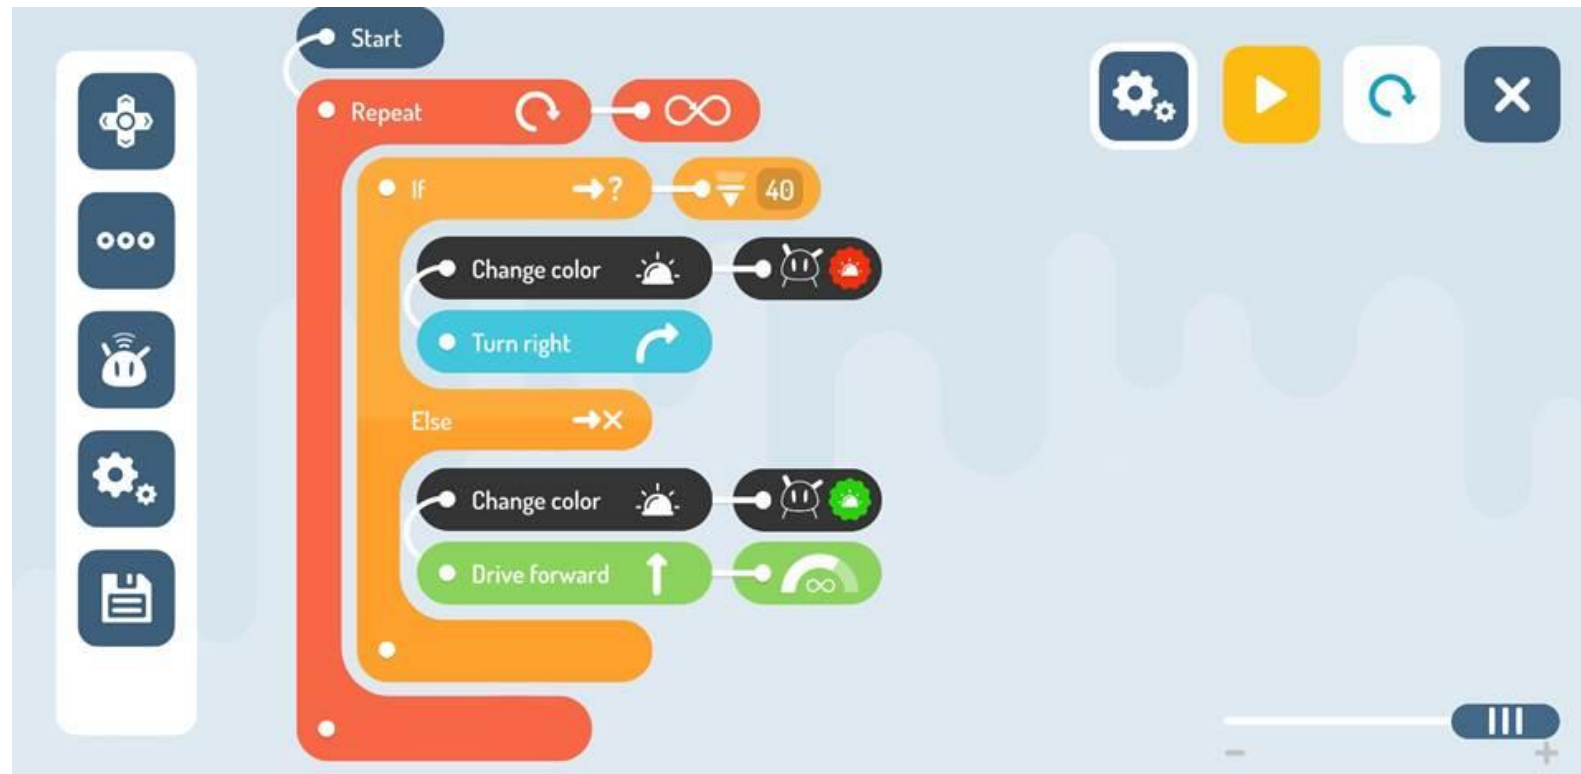 Start
Repeat
If ? 40
Change color
Turn right
Else
Change color
Drive forward